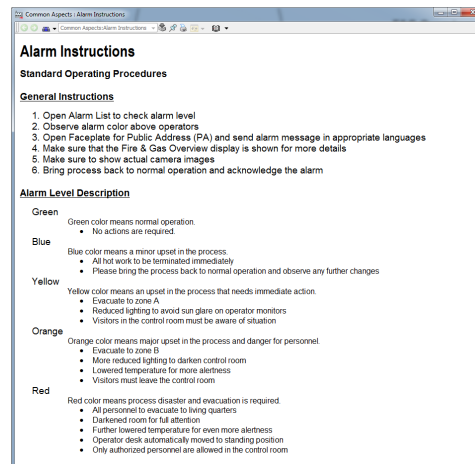 Common Aspects : Alarm Instructions
Common Aspects:Alarm Instructions
Alarm Instructions
Standard Operating Procedures
General Instructions
1. Open Alarm List to check alarm level
2. Observe alarm color above operators
3. Open Faceplate for Public Address (PA) and send alarm message in appropriate languages
4. Make sure that the Fire & Gas Overview display is shown for more details
5. Make sure to show actual camera images
6. Bring process back to normal operation and acknowledge the alarm
Alarm Level Description
Green
Green color means normal operation.
• No actions are required.
Blue
Blue color means a minor upset in the process.
• All hot work to be terminated immediately
• Please bring the process back to normal operation and observe any further changes
Yellow
Yellow color means an upset in the process that needs immediate action.
• Evacuate to zone A
• Reduced lighting to avoid sun glare on operator monitors
• Visitors in the control room must be aware of situation
Orange
Orange color means major upset in the process and danger for personnel.
• Evacuate to zone B
• More reduced lighting to darken control room
• Lowered temperature for more alertness
• Visitors must leave the control room
Red
Red color means process disaster and evacuation is required.
• All personnel to evacuate to living quarters
• Darkened room for full attention
• Further lowered temperature for even more alertness
• Operator desk automatically moved to standing position
• Only authorized personnel are allowed in the control room